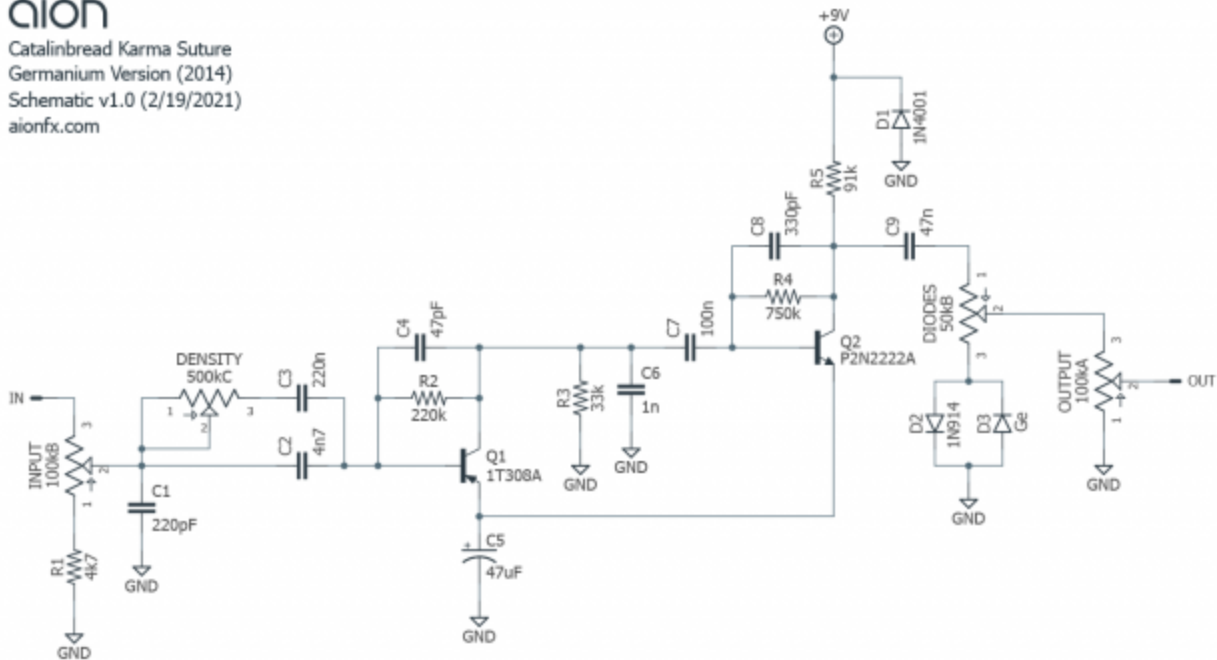 aion
Catalinbread Karma Suture
Germanium Version (2014)
Schematic v1.0 (2/19/2021)
aionfx.com
+9V
D1
1N4001
GND
R5
91k
C8
330pF
C9
47n
R4
750k
DIODES
50kB
1
2
3
Q2
P2N2222A
C7
100n
C4
47pF
R2
220k
R3
33k
GND
C6
1n
GND
DENSITY
500kC
1
2
3
C3
220n
C2
4n7
IN
INPUT
100kB
3
2
1
R1
4k7
GND
C1
220pF
GND
Q1
1T308A
+
C5
47uF
GND
D2
1N914
D3
Ge
GND
OUTPUT
100kA
3
2
1
OUT
GND